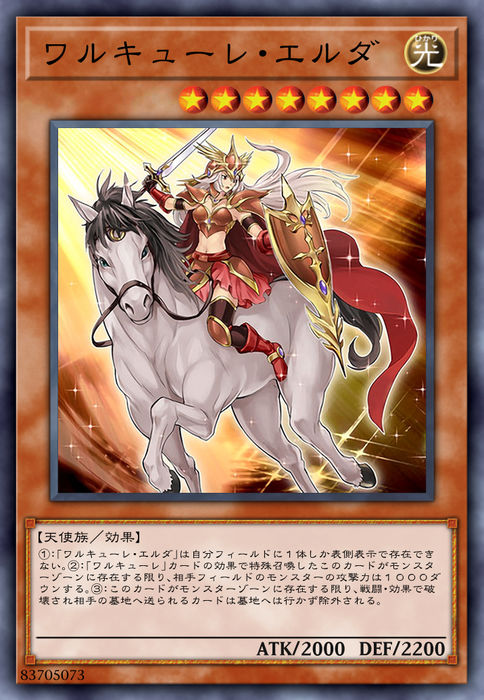 ワルキューレ・エルダ
ひかり
光
【天使族/効果】
①:「ワルキューレ・エルダ」は自分フィールドに1体しか表側表示で存在でき
ない。②:「ワルキューレ」カードの効果で特殊召喚したこのカードがモンスタ
ーゾーンに存在する限り、相手フィールドのモンスターの攻撃力は1000ダウ
ンする。③:このカードがモンスターゾーンに存在する限り、戦闘・効果で破
壊され相手の墓地へ送られるカードは墓地へは行かず除外される。
ATK/2000 DEF/2200
83705073